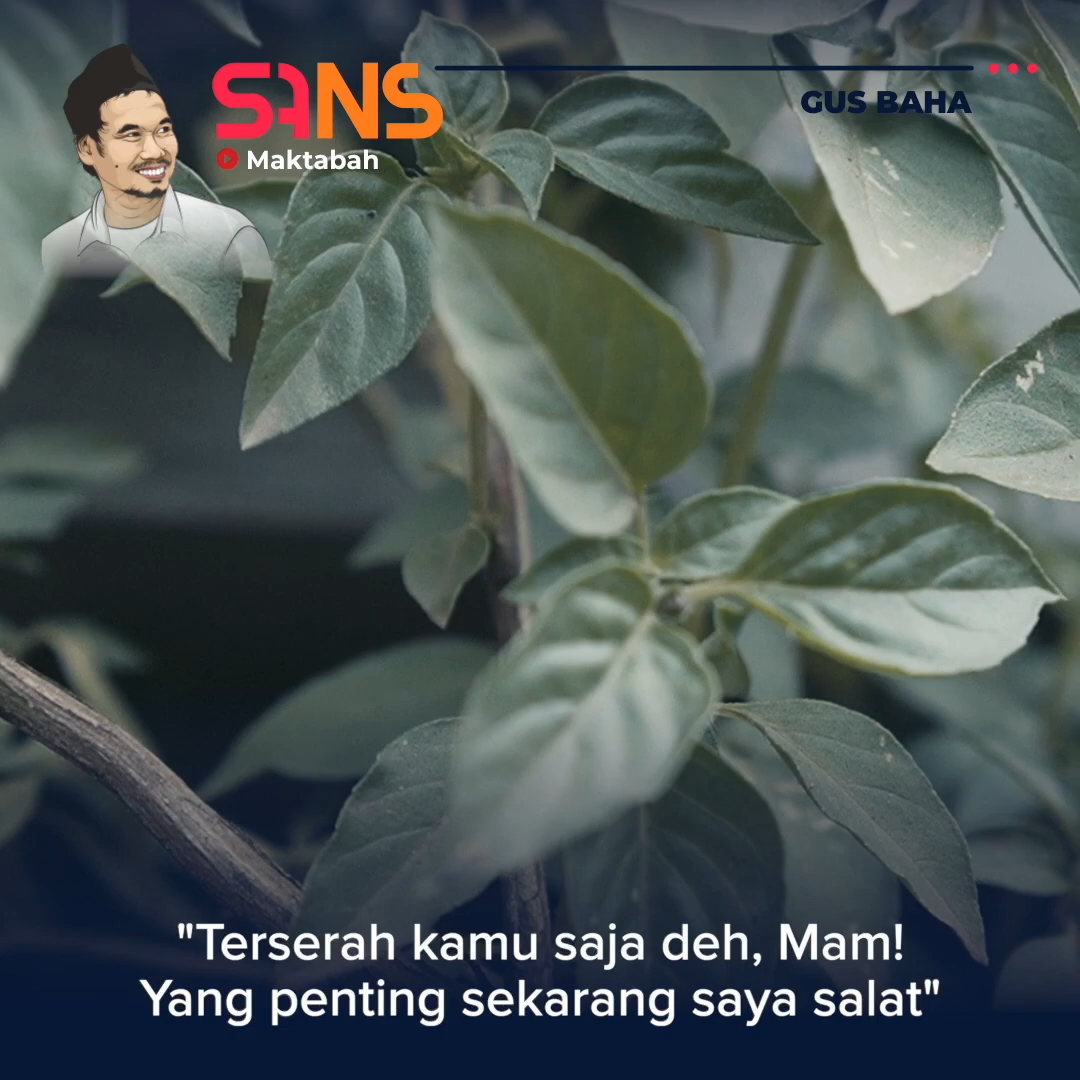 SANS
Maktabah
GUS BAHA
"Terserah kamu saja deh, Mam!
Yang penting sekarang saya salat"